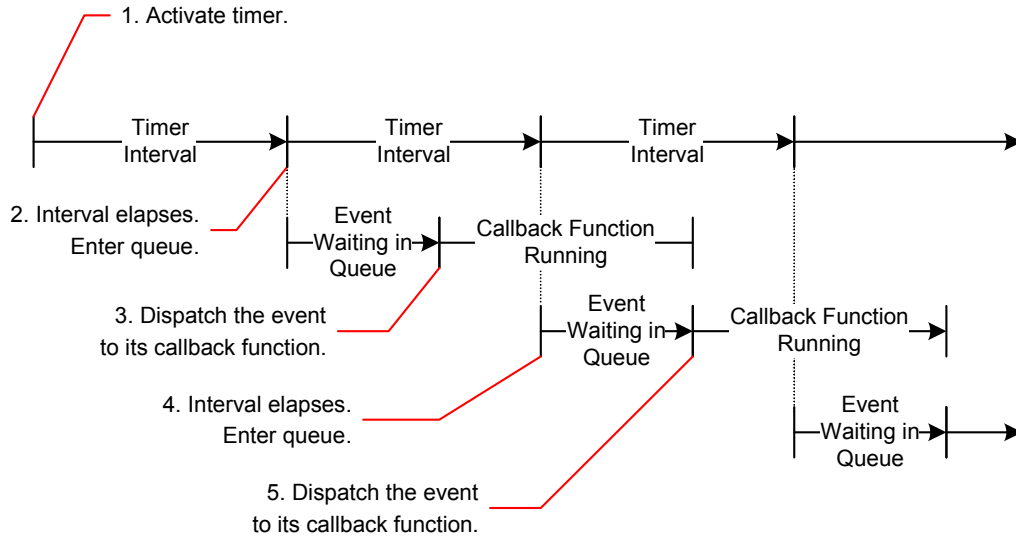 1. Activate timer.
Timer
Interval
Timer
Interval
Timer
Interval
2. Interval elapses.
Enter queue.
Event
Waiting in
Queue
Callback Function
Running
3. Dispatch the event
to its callback function.
Event
Waiting in
Queue
Callback Function
Running
4. Interval elapses.
Enter queue.
Event
Waiting in
Queue
5. Dispatch the event
to its callback function.